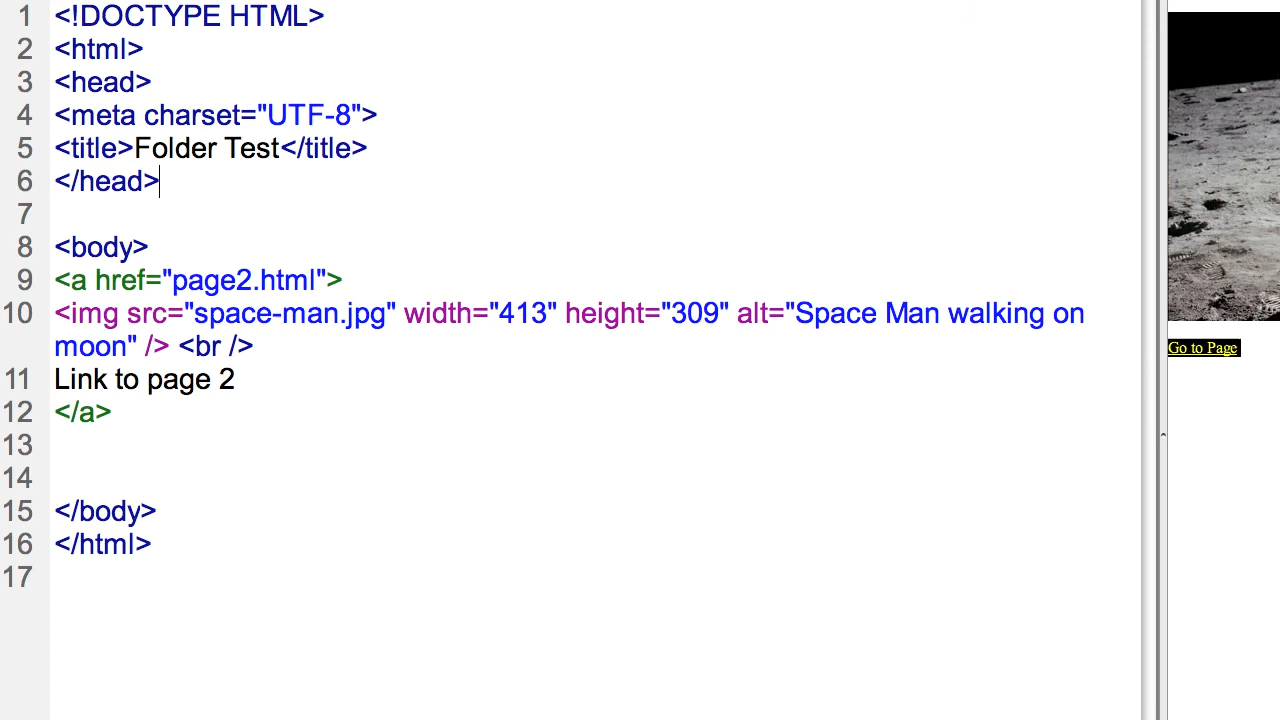 1 <!DOCTYPE HTML>
2 <html>
3 <head>
4 <meta charset="UTF-8">
5 <title>Folder Test</title>
6 </head>
7
8 <body>
9 <a href="page2.html">
10 <img src="space-man.jpg" width="413" height="309" alt="Space Man walking on
moon" /> <br />
11 Link to page 2
12 </a>
13
14
15 </body>
16 </html>
17
Go to Page